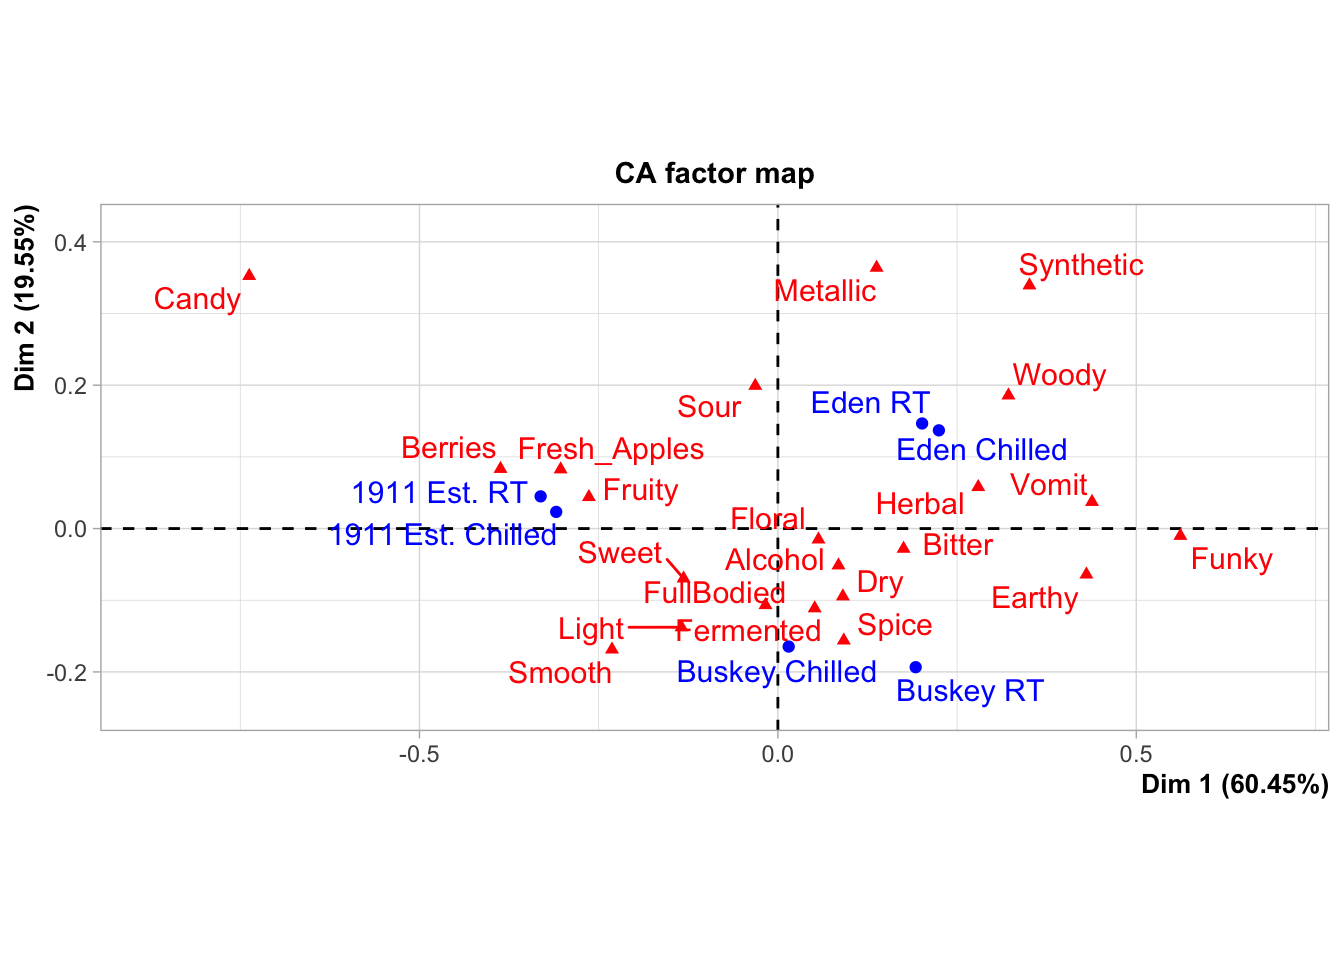 CA factor map
Dim 2 (19.55%)
0.4
0.2
0.0
-0.2
Synthetic
Metallic
Candy
Woody
Eden RT
Sour
Berries
Fresh_Apples
Eden Chilled
Vomit
1911 Est. RT
Fruity
Herbal
Floral
1911 Est. Chilled
Bitter
Sweet
Alcohol
Funky
Dry
FullBodied
Earthy
Spice
Light
Fermented
Smooth
Buskey Chilled
Buskey RT
-0.5
0.0
0.5
Dim 1 (60.45%)